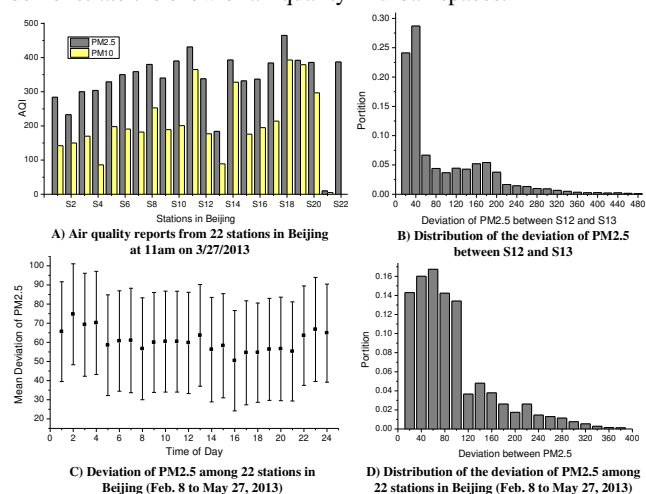 demonstrate the skew of air quality in urban spaces.
500
400
300
200
100
0
AQI
PM2.5
PM10
S2 S4 S6 S8 S10 S12 S14 S16 S18 S20 S22
Stations in Beijing
A) Air quality reports from 22 stations in Beijing
at 11am on 3/27/2013
0.30
0.25
0.20
0.15
0.10
0.05
0.00
Portition
0 80 120 160 200 240 280 320 360 400 440 480
40
Deviation of PM2.5 between S12 and S13
B) Distribution of the deviation of PM2.5
between S12 and S13
100
90
80
70
60
50
40
30
20
Mean Deviation of PM2.5
0 2 4 6 8 10 12 14 16 18 20 22 24
Time of Day
C) Deviation of PM2.5 among 22 stations in
Beijing (Feb. 8 to May 27, 2013)
0.16
0.14
0.12
0.10
0.08
0.06
0.04
0.02
0.00
Portition
0 40 80 120 160 200 240 280 320 360 400
Deviation between PM2.5
D) Distribution of the deviation of PM2.5 among
22 stations in Beijing (Feb. 8 to May 27, 2013)